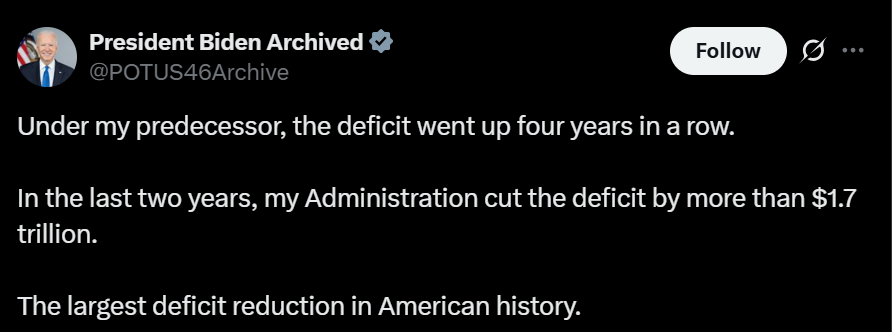 President Biden Archived
@POTUS46Archive
Follow
Under my predecessor, the deficit went up four years in a row.
In the last two years, my Administration cut the deficit by more than $1.7
trillion.
The largest deficit reduction in American history.